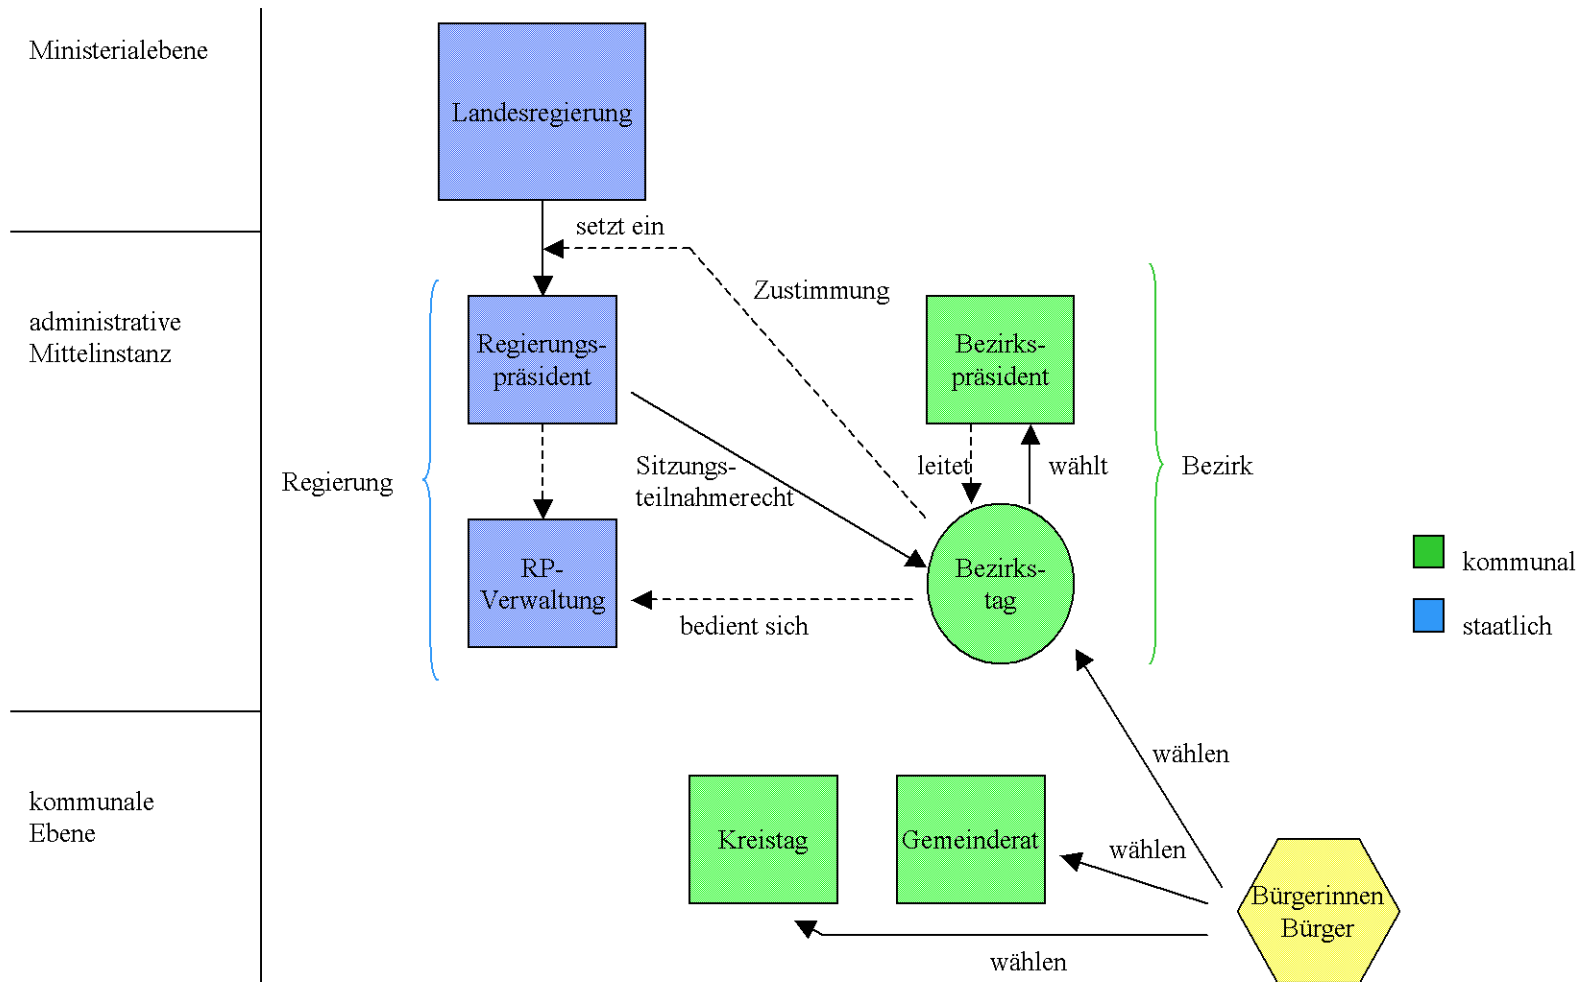 Ministerialebene
Landesregierung
setzt ein
Zustimmung
administrative
Mittelinstanz
Regierungs-
präsident
Bezirks-
präsident
Regierung
Sitzungs-
teilnahmerecht
leitet
wählt
Bezirk
RP-
Verwaltung
Bezirks-
tag
bedient sich
kommunal
staatlich
wählen
kommunale
Ebene
Kreistag
Gemeinderat
wählen
Bürgerinnen
Bürger
wählen